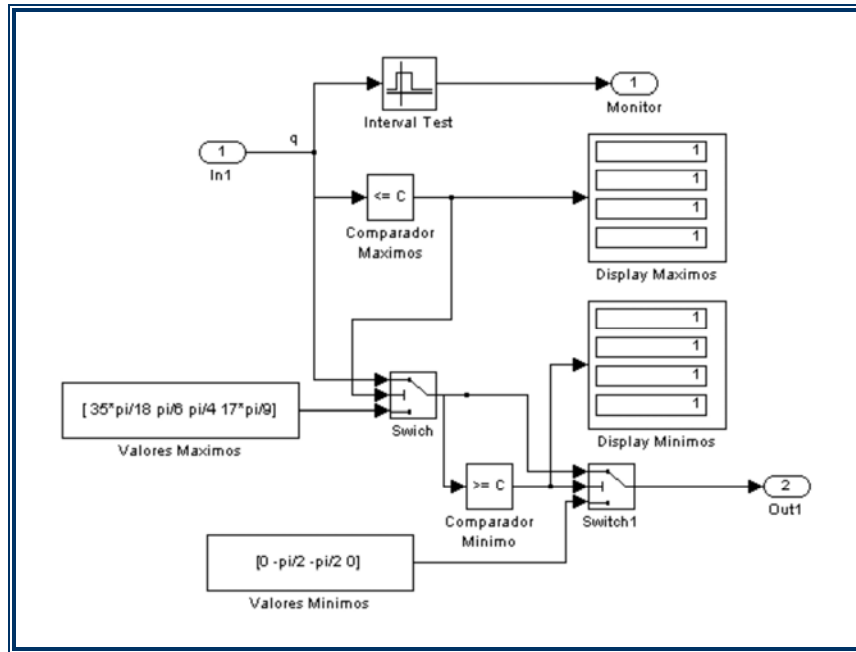 1
Monitor
Interval Test
q
1
In1
1
1
1
1
<= C
Comparador
Maximos
Display Maximos
1
1
1
1
[ 35*pi/18 pi/6 pi/4 17*pi/9]
Valores Maximos
Swich
Display Minimos
>= C
Comparador
Minimo
Switch1
2
Out1
[0 -pi/2 -pi/2 0]
Valores Minimos